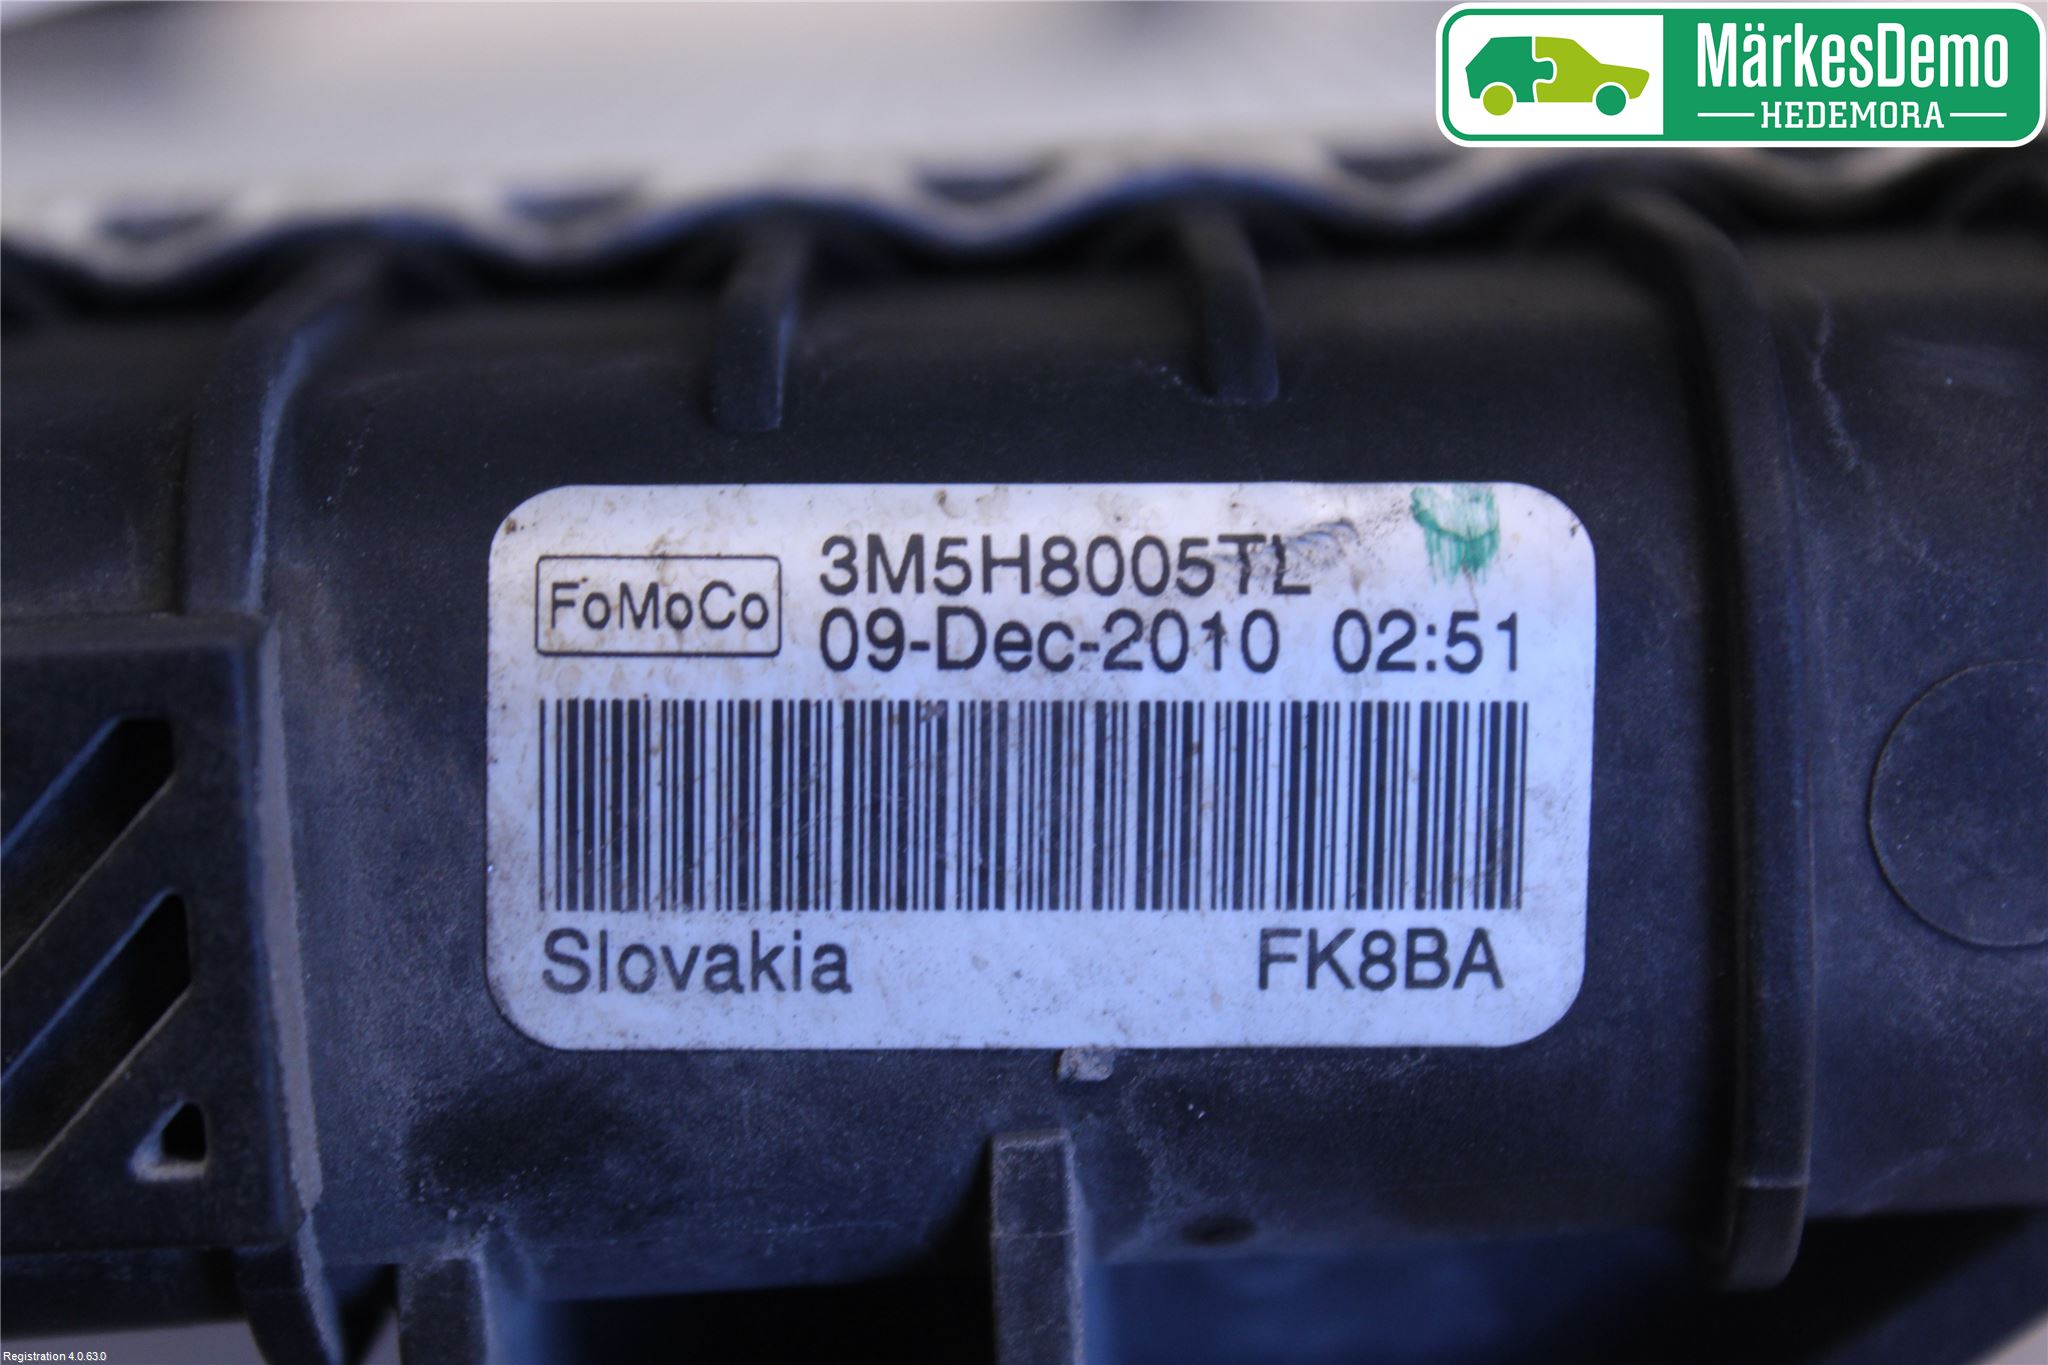 MärkesDemo
HEDEMORA
FoMoCo
3M5H8005TL
09-Dec-2010 02:51
Slovakia FK8BA
Registration 4.0.63.0